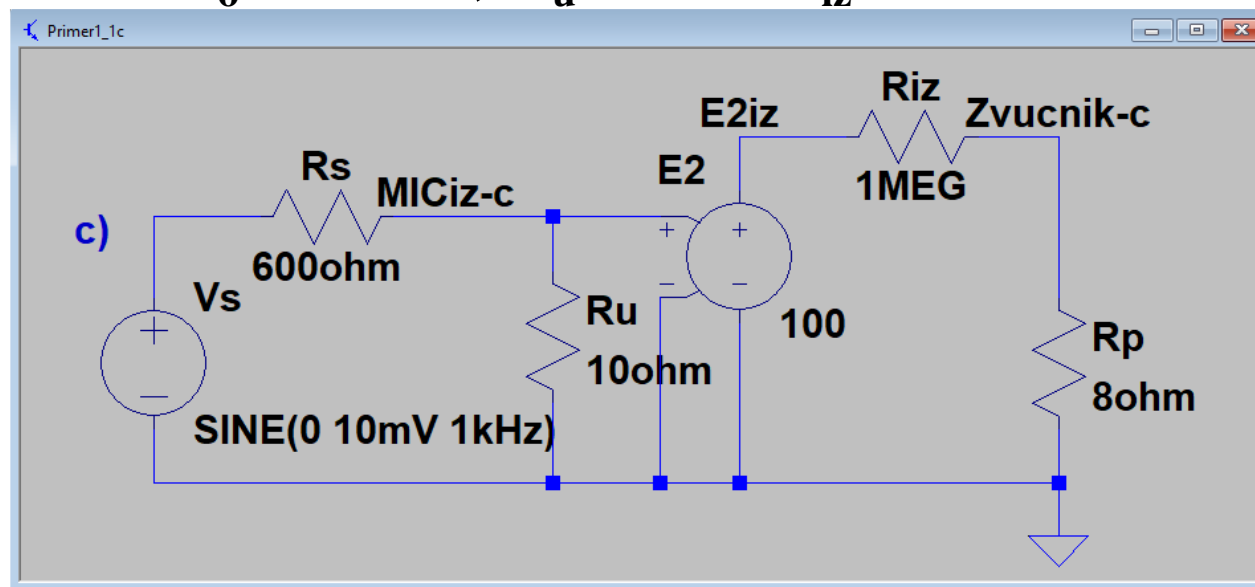 Primer1_1c
Riz
E2iz
Zvucnik-c
1MEG
E2
Rs
MICiz-c
c)
600ohm
Vs
Ru
100
10ohm
Rp
8ohm
SINE(0 10mV 1kHz)